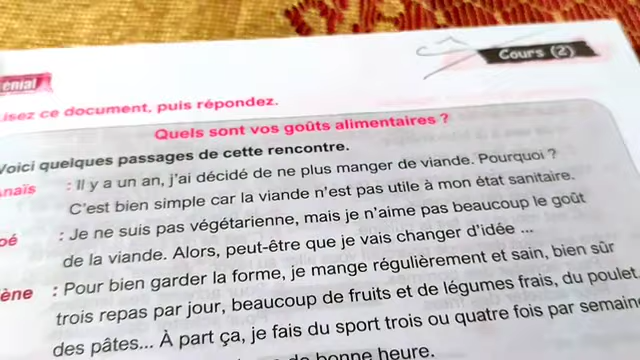 Cours (2)
énial
Lisez ce document, puis répondez.
Quels sont vos goûts alimentaires ?
Voici quelques passages de cette rencontre.
naïs : Il y a un an, j'ai décidé de ne plus manger de viande. Pourquoi ?
C'est bien simple car la viande n'est pas utile à mon état sanitaire.
oé : Je ne suis pas végétarienne, mais je n'aime pas beaucoup le goût
de la viande. Alors, peut-être que je vais changer d'idée ...
ène : Pour bien garder la forme, je mange régulièrement et sain, bien sûr
trois repas par jour, beaucoup de fruits et de légumes frais, du poulet,
des pâtes... À part ça, je fais du sport trois ou quatre fois par semain
de bonne heure.